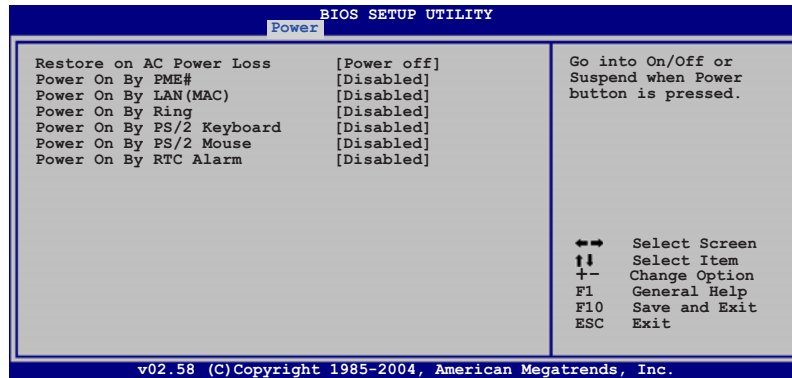 BIOS SETUP UTILITY
Power
Restore on AC Power Loss [Power off]
Power On By PME# [Disabled]
Power On By LAN(MAC) [Disabled]
Power On By Ring [Disabled]
Power On By PS/2 Keyboard [Disabled]
Power On By PS/2 Mouse [Disabled]
Power On By RTC Alarm [Disabled]
Go into On/Off or
Suspend when Power
button is pressed.
←→ Select Screen
↑↓ Select Item
+- Change Option
F1 General Help
F10 Save and Exit
ESC Exit
v02.58 (C)Copyright 1985-2004, American Megatrends, Inc.